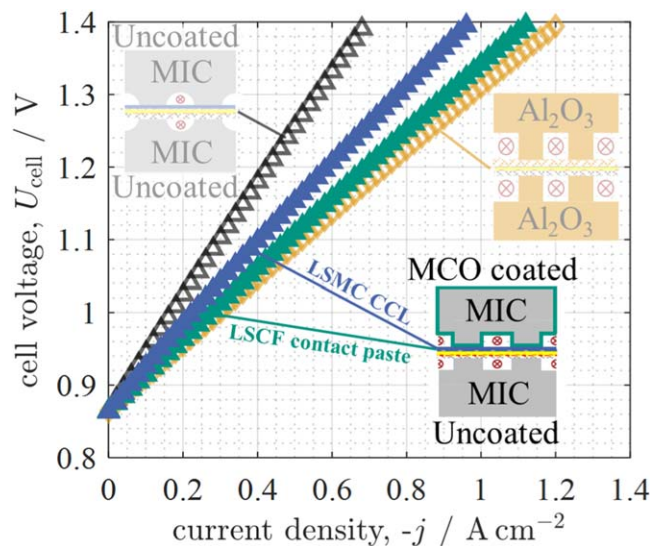 Uncoated
MIC
MIC
Uncoated
Al₂O₃
Al₂O₃
LSMC CCL
LSCF contact paste
MCO coated
MIC
MIC
Uncoated
1.4
1.3
1.2
1.1
1
0.9
0.8
cell voltage, U_cell / V
0
0.2
0.4
0.6
0.8
1
1.2
1.4
current density, -j / A cm⁻²